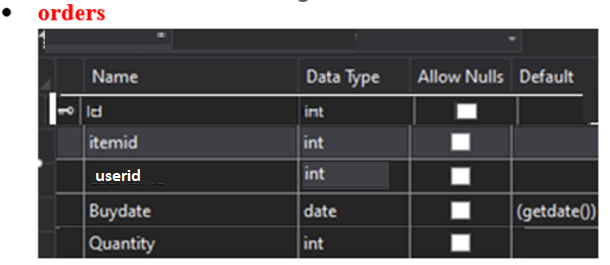 orders
Name Data Type Allow Nulls Default
Id int
itemid int
userid int
Buydate date (getdate())
Quantity int